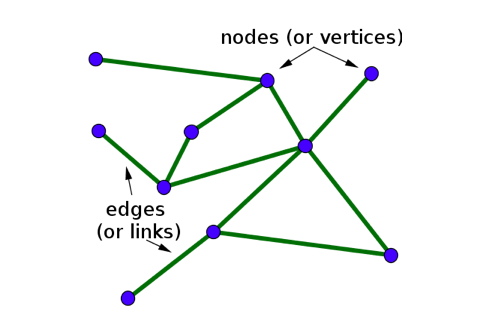 nodes (or vertices)
edges
(or links)